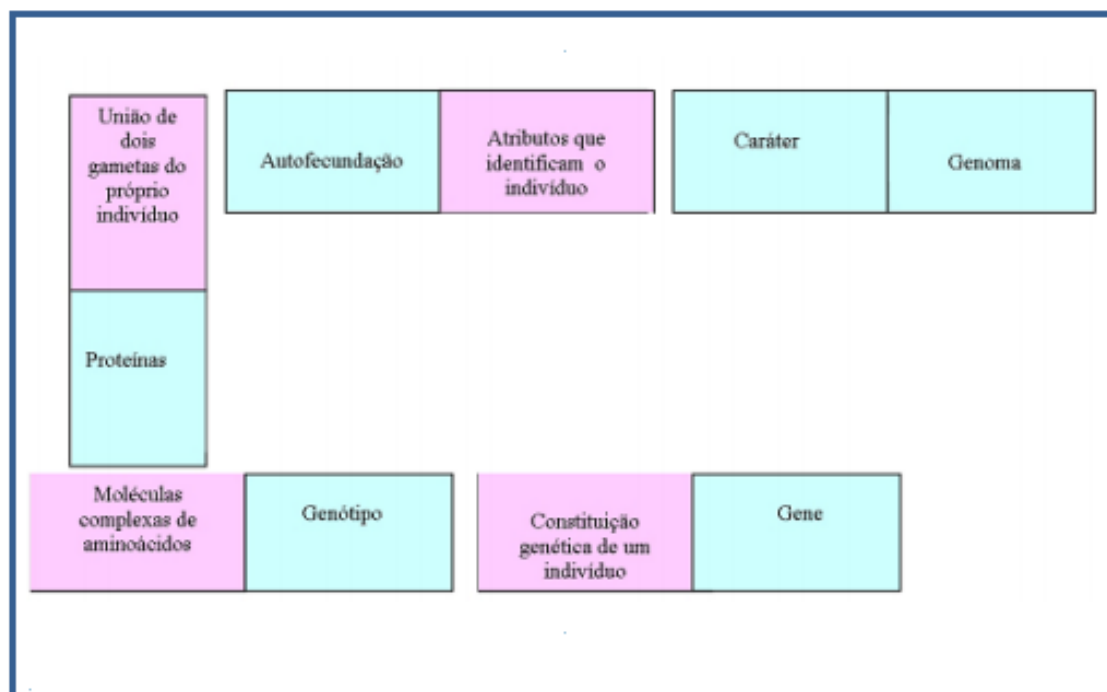 União de
dois
gametas do
próprio
indivíduo
Autofecundação
Atributos que
identificam o
indivíduo
Caráter
Genoma
Proteínas
Moléculas
complexas de
aminoácidos
Genótipo
Constituição
genética de um
indivíduo
Gene